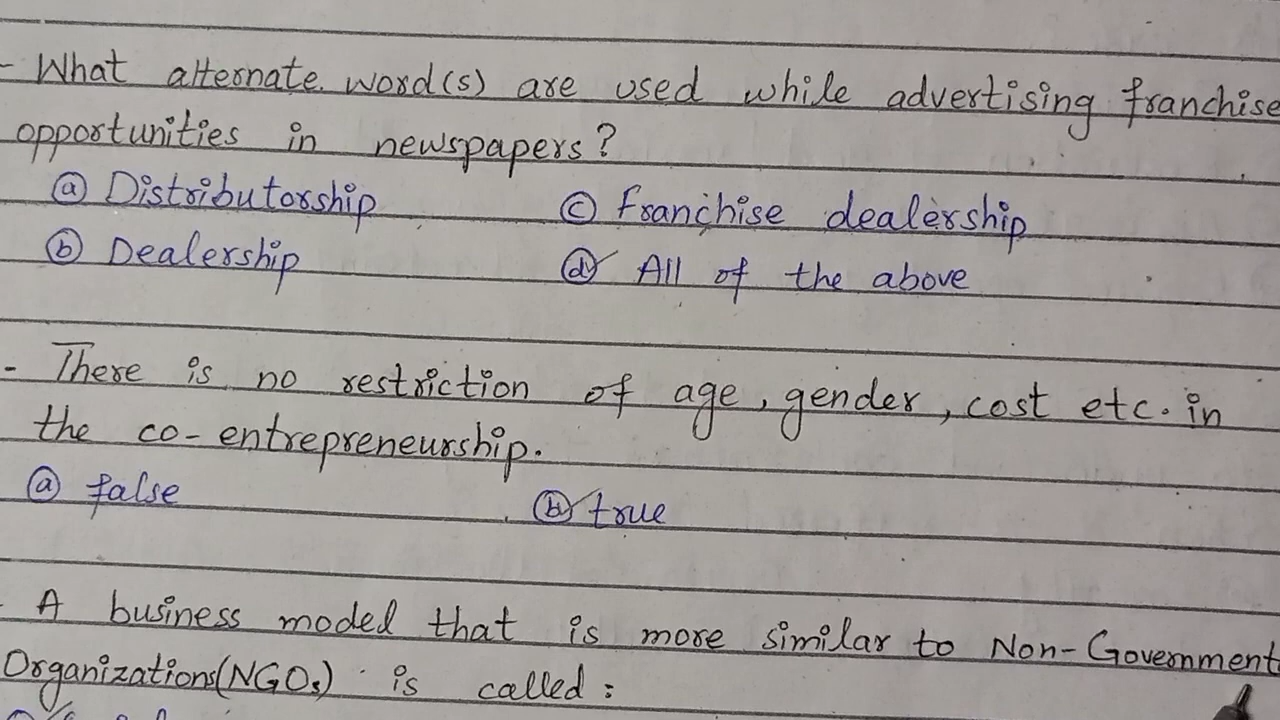 - What alternate word(s) are used while advertising franchise
opportunities in newspapers?
(a) Distributorship (c) franchise dealership
(b) Dealership (d) All of the above
- There is no restriction of age, gender, cost etc. in
the co-entrepreneurship.
(a) false (b) true
- A business model that is more similar to Non-Government
Organizations(NGOs) is called: